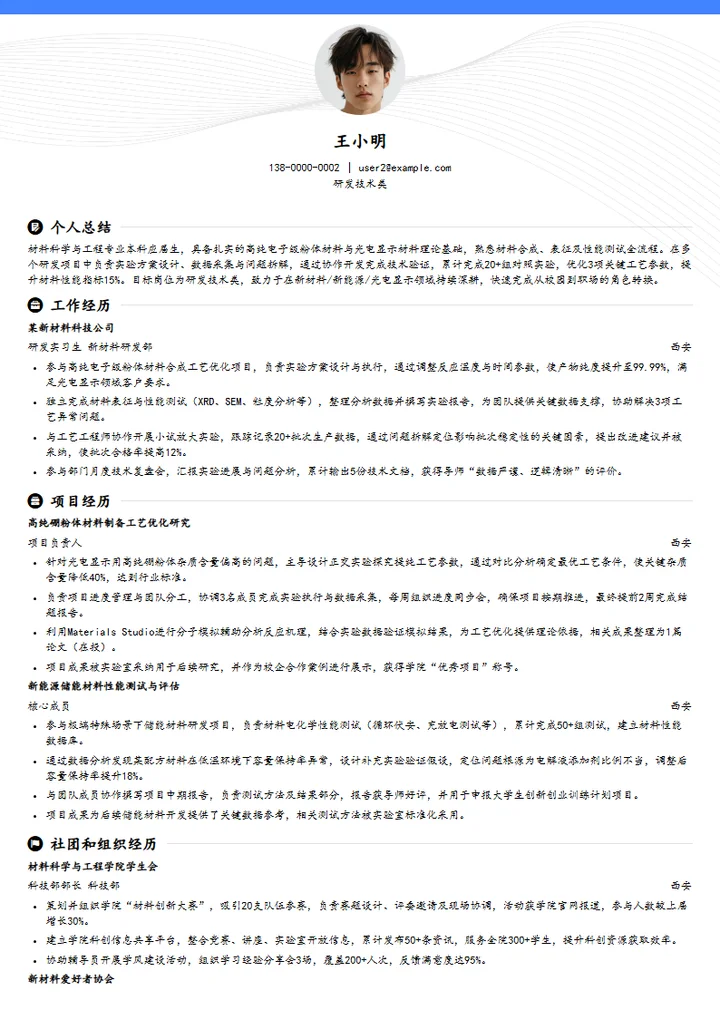 王小明
138-0000-0002 | user2@example.com
研发技术类
个人总结
材料科学与工程专业本科应届生，具备扎实的高纯电子级粉体材料与光电显示材料理论基础，熟悉材料合成、表征及性能测试全流程。在多
个研发项目中负责实验方案设计、数据采集与问题拆解，通过协作开发完成技术验证，累计完成20+组对照实验，优化3项关键工艺参数，提
升材料性能指标15%。目标岗位为研发技术类，致力于在新材料/新能源/光电显示领域持续深耕，快速完成从校园到职场的角色转换。
工作经历
某新材料科技公司
研发实习生 新材料研发部 西安
• 参与高纯电子级粉体材料合成工艺优化项目，负责实验方案设计与执行，通过调整反应温度与时间参数，使产物纯度提升至99.99%，满
足光电显示领域客户要求。
• 独立完成材料表征与性能测试（XRD、SEM、粒度分析等），整理分析数据并撰写实验报告，为团队提供关键数据支撑，协助解决3项工
艺异常问题。
• 与工艺工程师协作开展小试放大实验，跟踪记录20+批次生产数据，通过问题拆解定位影响批次稳定性的关键因素，提出改进建议并被
采纳，使批次合格率提高12%。
• 参与部门月度技术复盘会，汇报实验进展与问题分析，累计输出5份技术文档，获得导师“数据严谨、逻辑清晰”的评价。
项目经历
高纯硼粉体材料制备工艺优化研究
项目负责人 西安
• 针对光电显示用高纯硼粉体杂质含量偏高的问题，主导设计正交实验探究提纯工艺参数，通过对比分析确定最优工艺条件，使关键杂质
含量降低40%，达到行业标准。
• 负责项目进度管理与团队分工，协调3名成员完成实验执行与数据采集，每周组织进度同步会，确保项目按期推进，最终提前2周完成结
题报告。
• 利用Materials Studio进行分子模拟辅助分析反应机理，结合实验数据验证模拟结果，为工艺优化提供理论依据，相关成果整理为1篇
论文（在投）。
• 项目成果被实验室采纳用于后续研究，并作为校企合作案例进行展示，获得学院“优秀项目”称号。
新能源储能材料性能测试与评估
核心成员 西安
• 参与极端特殊场景下储能材料研发项目，负责材料电化学性能测试（循环伏安、充放电测试等），累计完成50+组测试，建立材料性能
数据库。
• 通过数据分析发现某配方材料在低温环境下容量保持率异常，设计补充实验验证假设，定位问题根源为电解液添加剂比例不当，调整后
容量保持率提升18%。
• 与团队成员协作撰写项目中期报告，负责测试方法及结果部分，报告获导师好评，并用于申报大学生创新创业训练计划项目。
• 项目成果为后续储能材料开发提供了关键数据参考，相关测试方法被实验室标准化采用。
社团和组织经历
材料科学与工程学院学生会
科技部部长 科技部 西安
• 策划并组织学院“材料创新大赛”，吸引20支队伍参赛，负责赛题设计、评委邀请及现场协调，活动获学院官网报道，参与人数较上届
增长30%。
• 建立学院科创信息共享平台，整合竞赛、讲座、实验室开放信息，累计发布50+条资讯，服务全院300+学生，提升科创资源获取效率。
• 协助辅导员开展学风建设活动，组织学习经验分享会3场，覆盖200+人次，反馈满意度达95%。
新材料爱好者协会